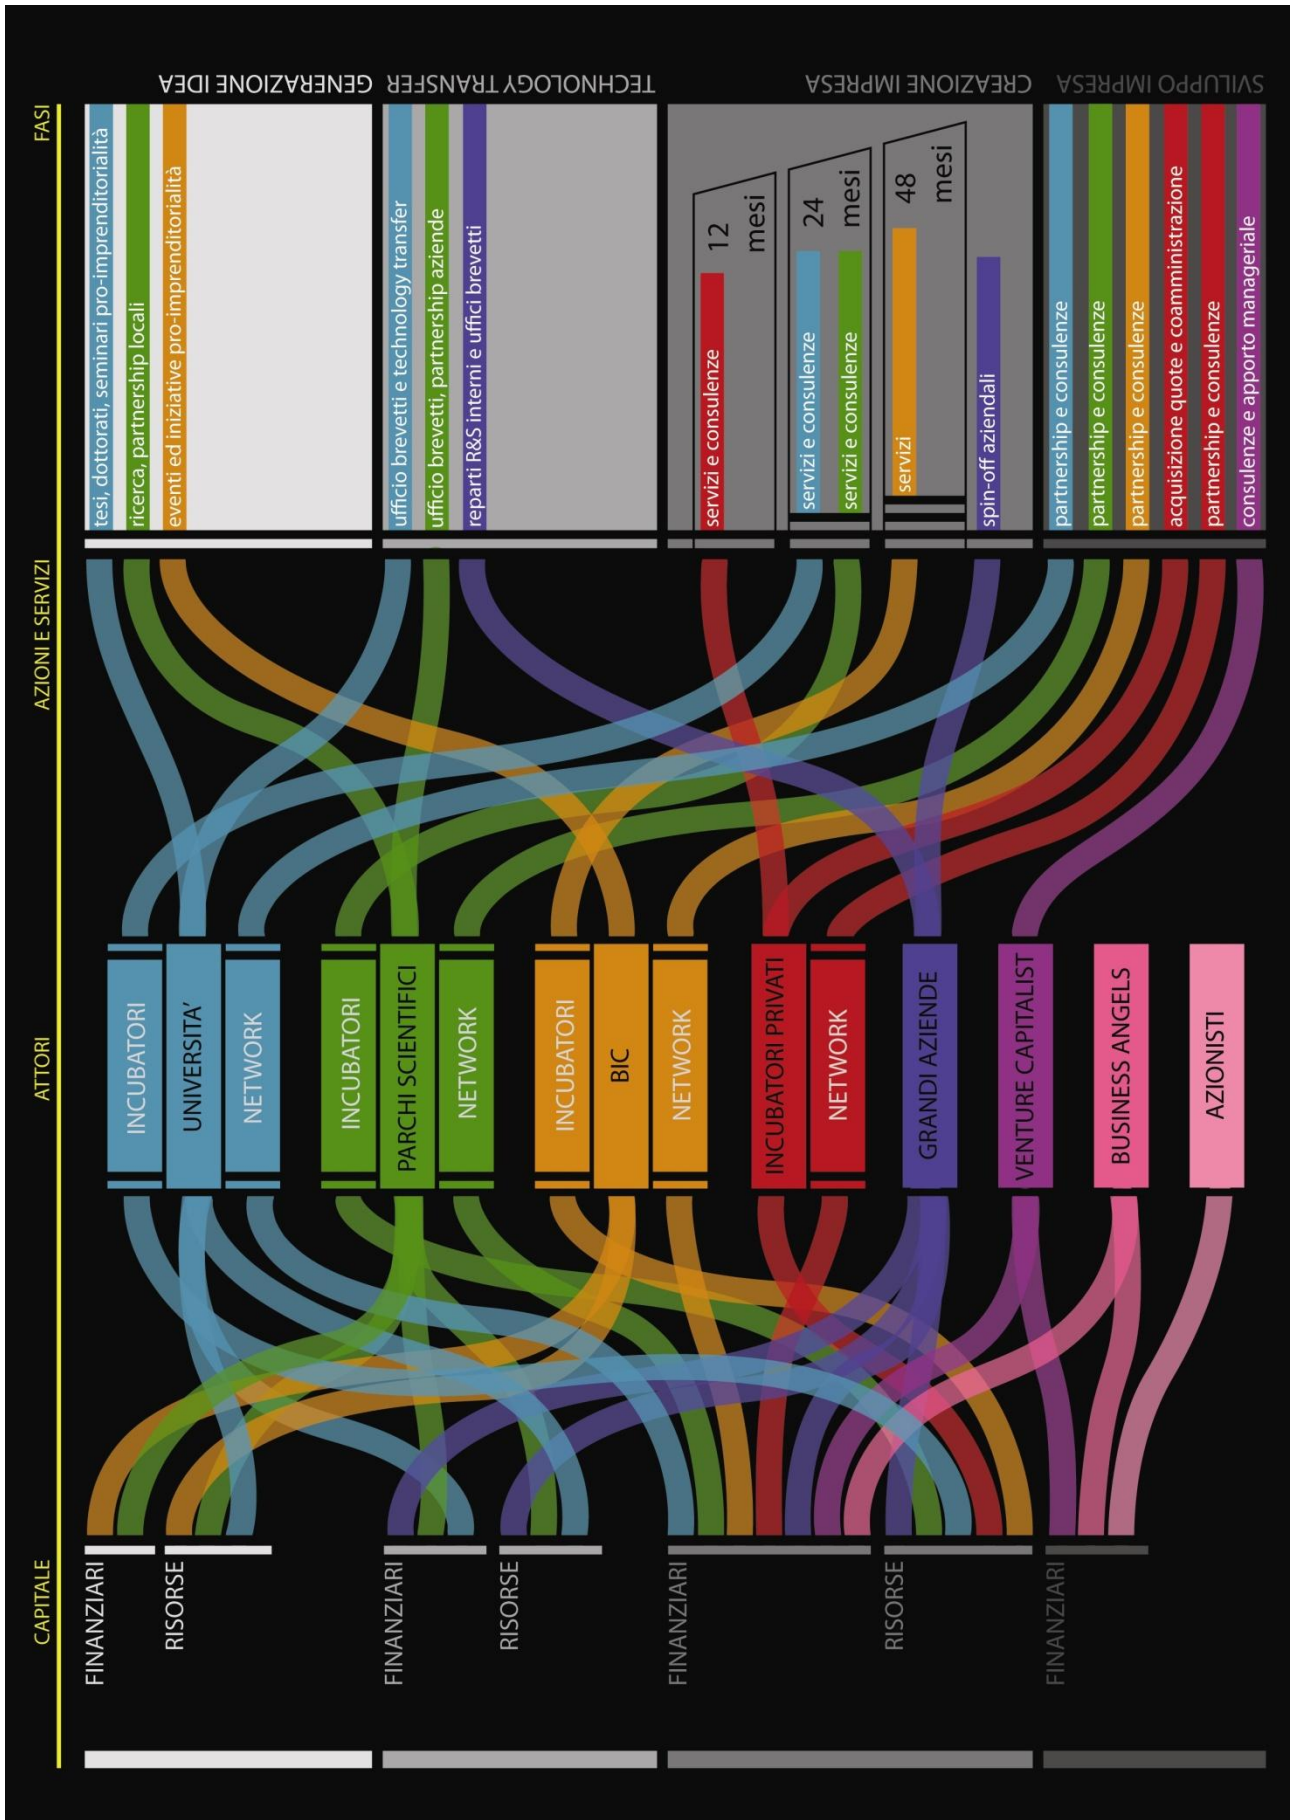 CAPITALE
ATTORI
AZIONI E SERVIZI
FASI
FINANZIARI
RISORSE
FINANZIARI
RISORSE
FINANZIARI
RISORSE
FINANZIARI
INCUBATORI
UNIVERSITA’
NETWORK
INCUBATORI
PARCHI SCIENTIFICI
NETWORK
INCUBATORI
BIC
NETWORK
INCUBATORI PRIVATI
NETWORK
GRANDI AZIENDE
VENTURE CAPITALIST
BUSINESS ANGELS
AZIONISTI
tesi, dottorati, seminari pro-imprenditorialità
ricerca, partnership locali
eventi ed iniziative pro-imprenditorialità
GENERAZIONE IDEA
ufficio brevetti e technology transfer
ufficio brevetti, partnership aziende
reparti R&S interni e uffici brevetti
TECHNOLOGY TRANSFER
servizi e consulenze
12
mesi
servizi e consulenze
24
servizi e consulenze
mesi
servizi
48
mesi
spin-off aziendali
CREAZIONE IMPRESA
partnership e consulenze
partnership e consulenze
partnership e consulenze
acquisizione quote e coamministrazione
partnership e consulenze
consulenze e apporto manageriale
SVILUPPO IMPRESA